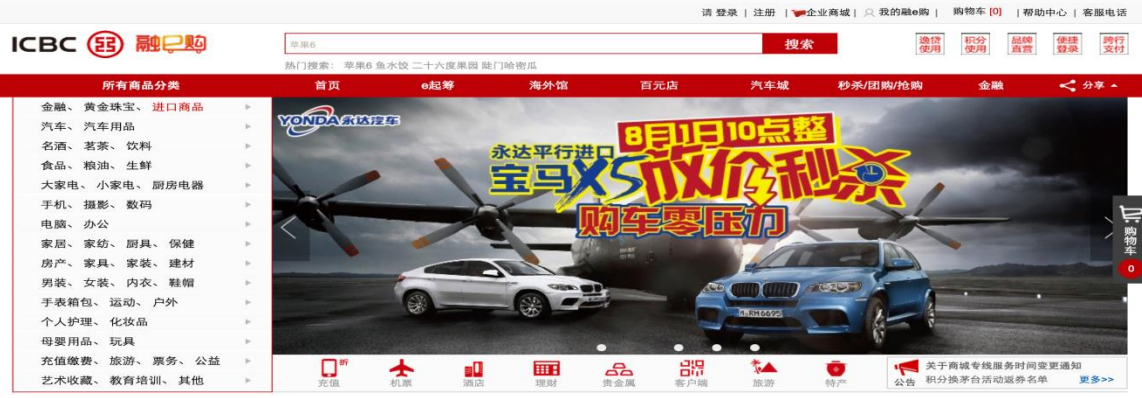 请 登录 | 注册 | 企业商城 | 我的融e购 | 购物车 [0] | 帮助中心 | 客服电话
ICBC 融e购
苹果6
搜索
逸贷使用 积分使用 品牌直营 便捷登录 跨行支付
热门搜索: 苹果6 鱼水饺 二十六度果园 陡门哈密瓜
所有商品分类 首页 e起筹 海外馆 百元店 汽车城 秒杀/团购/抢购 金融 分享
金融、 黄金珠宝、 进口商品
汽车、 汽车用品
名酒、 茗茶、 饮料
食品、 粮油、 生鲜
大家电、 小家电、 厨房电器
手机、 摄影、 数码
电脑、 办公
家居、 家纺、 厨具、 保健
房产、 家具、 家装、 建材
男装、 女装、 内衣、 鞋帽
手表箱包、 运动、 户外
个人护理、 化妆品
母婴用品、 玩具
充值缴费、 旅游、 票务、 公益
艺术收藏、 教育培训、 其他
YONDA永达汽车
8月1日10点整
永达平行进口
宝马X5放价秒杀
购车零压力
M·RM6695
购物车
0
折
充值 机票 酒店 理财 贵金属 客户端 旅游 特产
公告
关于商城专线服务时间变更通知
积分换茅台活动返券名单 更多>>